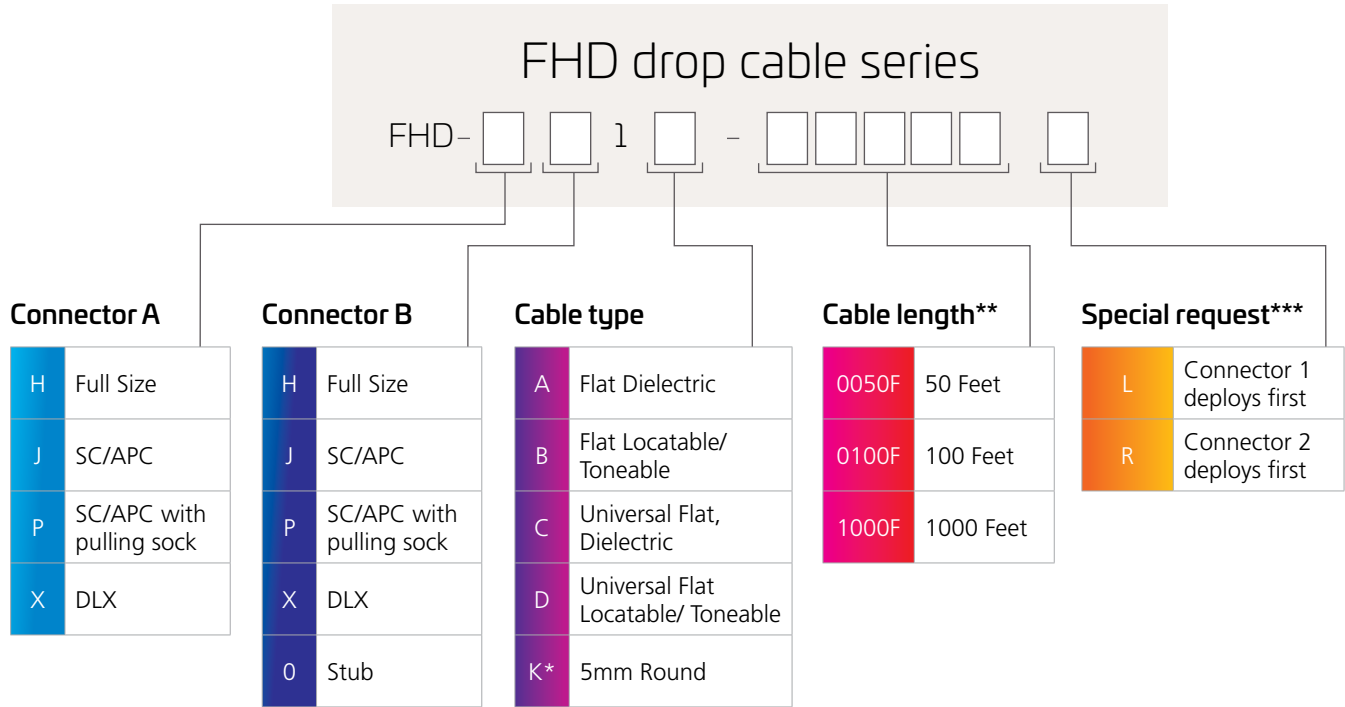 FHD drop cable series
FHD- 1 -
Connector A
H Full Size
J SC/APC
P SC/APC with
pulling sock
X DLX
Connector B
H Full Size
J SC/APC
P SC/APC with
pulling sock
X DLX
0 Stub
Cable type
A Flat Dielectric
B Flat Locatable/
Toneable
C Universal Flat,
Dielectric
D Universal Flat
Locatable/ Toneable
K* 5mm Round
Cable length**
0050F 50 Feet
0100F 100 Feet
1000F 1000 Feet
Special request***
L Connector 1
deploys first
R Connector 2
deploys first